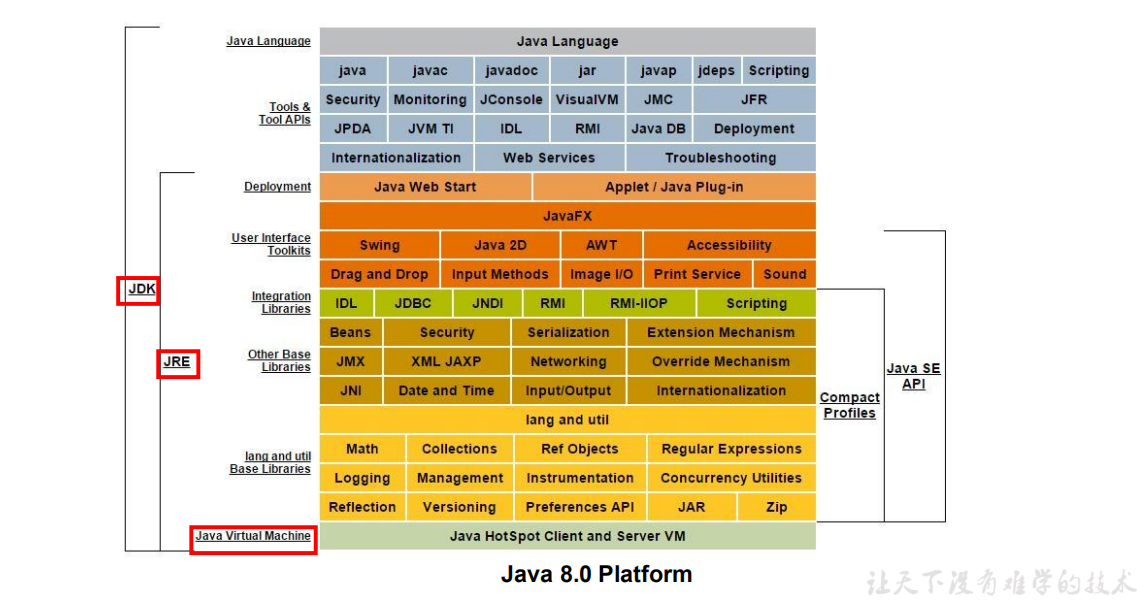 Java Language Java Language
java javac javadoc jar javap jdeps Scripting
Tools &
Tool APIs
Security Monitoring JConsole VisualVM JMC JFR
JPDA JVM TI IDL RMI Java DB Deployment
Internationalization Web Services Troubleshooting
Deployment Java Web Start Applet / Java Plug-in
JavaFX
User Interface
Toolkits
Swing Java 2D AWT Accessibility
Drag and Drop Input Methods Image I/O Print Service Sound
JDK
Integration
Libraries
IDL JDBC JNDI RMI RMI-IIOP Scripting
Beans Security Serialization Extension Mechanism
JRE
Other Base
Libraries
JMX XML JAXP Networking Override Mechanism
Java SE
API
JNI Date and Time Input/Output Internationalization
Compact
Profiles
lang and util
Math Collections Ref Objects Regular Expressions
lang and util
Base Libraries
Logging Management Instrumentation Concurrency Utilities
Reflection Versioning Preferences API JAR Zip
Java Virtual Machine Java HotSpot Client and Server VM
Java 8.0 Platform
让天下没有难学的技术